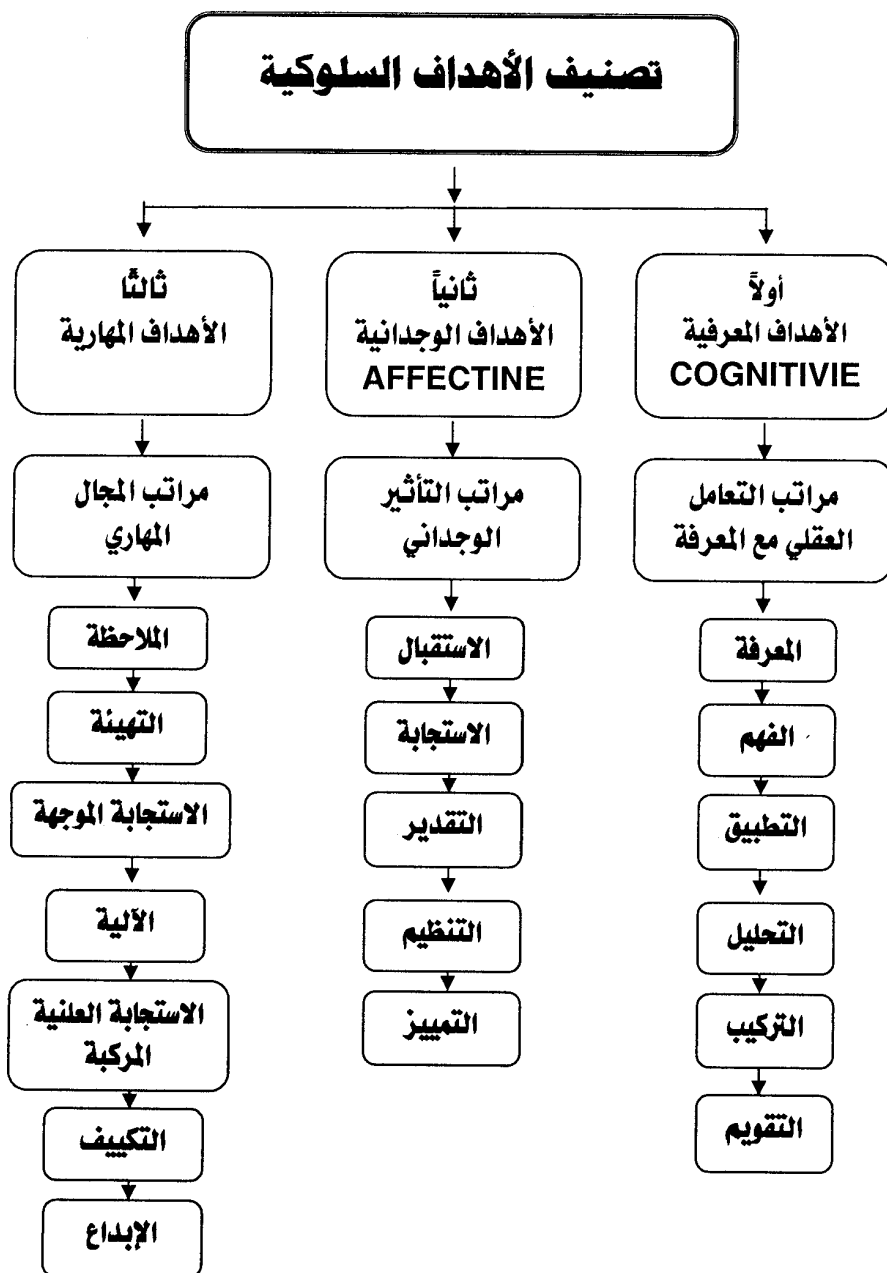 تصنيف الأهداف السلوكية
أولاً
الأهداف المعرفية
COGNITIVIE
ثانياً
الأهداف الوجدانية
AFFECTINE
ثالثًا
الأهداف المهارية
مراتب التعامل
العقلي مع المعرفة
مراتب التأثير
الوجداني
مراتب المجال
المهاري
المعرفة
الفهم
التطبيق
التحليل
التركيب
التقويم
الاستقبال
الاستجابة
التقدير
التنظيم
التمييز
الملاحظة
التهيئة
الاستجابة الموجهة
الآلية
الاستجابة العلنية
المركبة
التكييف
الإبداع